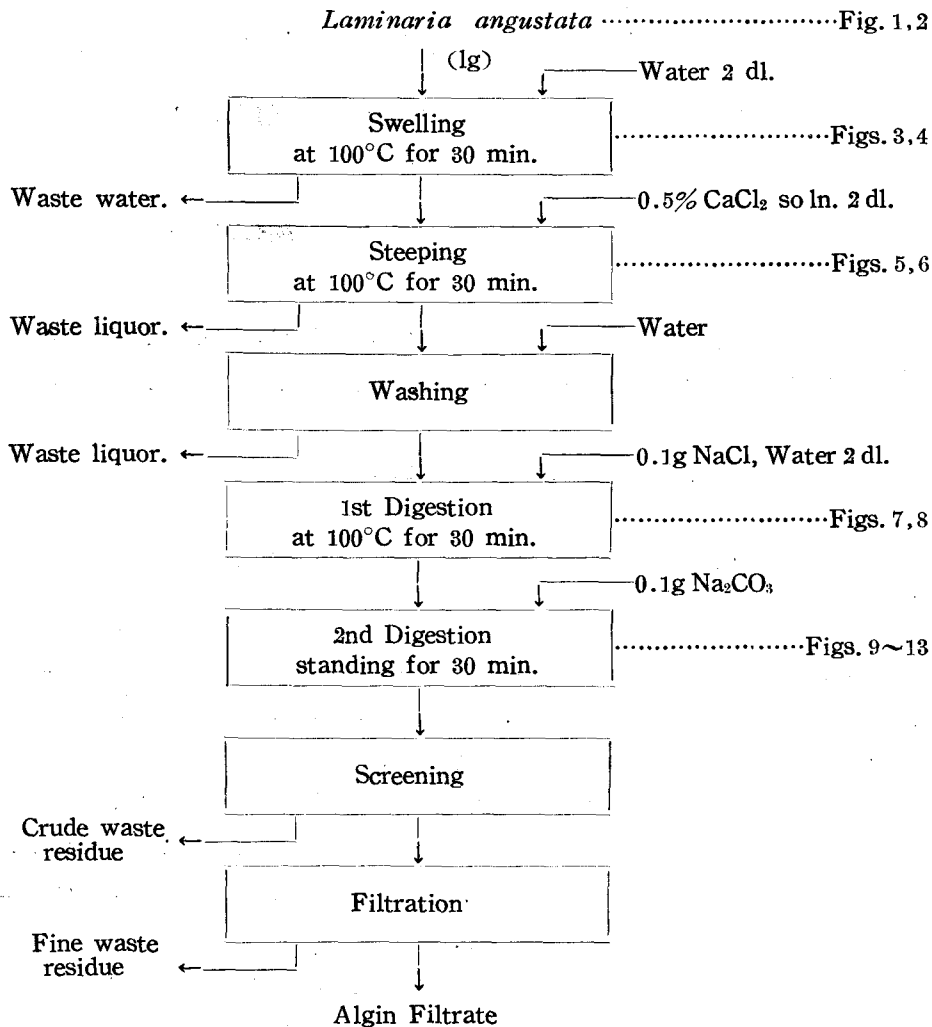 Laminaria angustata ························Fig. 1, 2
(1g)
Water 2 dl.
Swelling
at 100°C for 30 min.
························Figs. 3, 4
Waste water.
0.5% CaCl₂ so ln. 2 dl.
Steeping
at 100°C for 30 min.
························Figs. 5, 6
Waste liquor.
Water
Washing
Waste liquor.
0.1g NaCl, Water 2 dl.
1st Digestion
at 100°C for 30 min.
························Figs. 7, 8
0.1g Na₂CO₃
2nd Digestion
standing for 30 min.
·····················Figs. 9~13
Screening
Crude waste
residue
Filtration
Fine waste
residue
Algin Filtrate